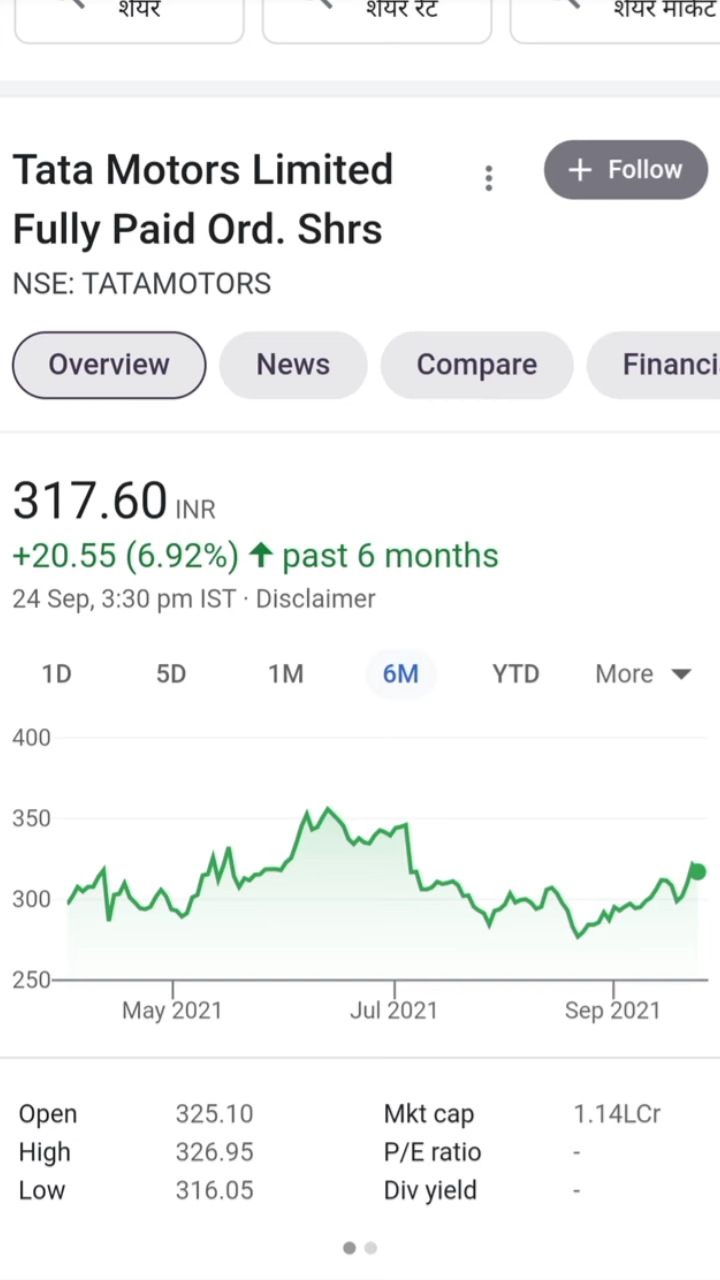 शेयर
शेयर रेट
शेयर मार्केट
Tata Motors Limited
Fully Paid Ord. Shrs
+ Follow
NSE: TATAMOTORS
Overview News Compare Financi
317.60 INR
+20.55 (6.92%) ↑ past 6 months
24 Sep, 3:30 pm IST · Disclaimer
1D 5D 1M 6M YTD More
400
350
300
250
May 2021 Jul 2021 Sep 2021
Open 325.10 Mkt cap 1.14LCr
High 326.95 P/E ratio -
Low 316.05 Div yield -